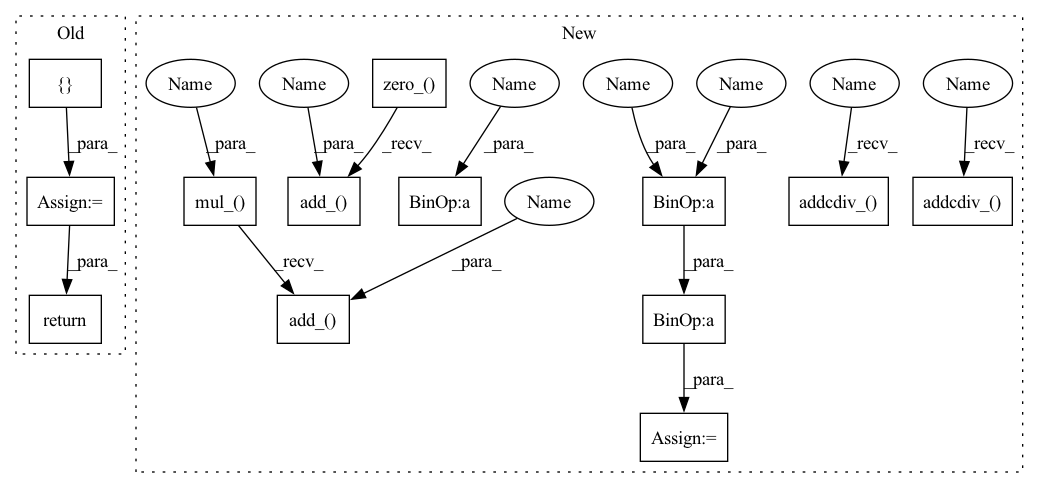 Old
New
{}
Name
Name
zero_()
Name
Name
Name
Name
Name
_para_
_para_
_para_
_recv_
_para_
_para_
_para_
_recv_
_recv_
Assign:=
mul_()
add_()
BinOp:a
Name
BinOp:a
addcdiv_()
addcdiv_()
_para_
_recv_
_para_
_para_
return
add_()
BinOp:a
_para_
Assign:=